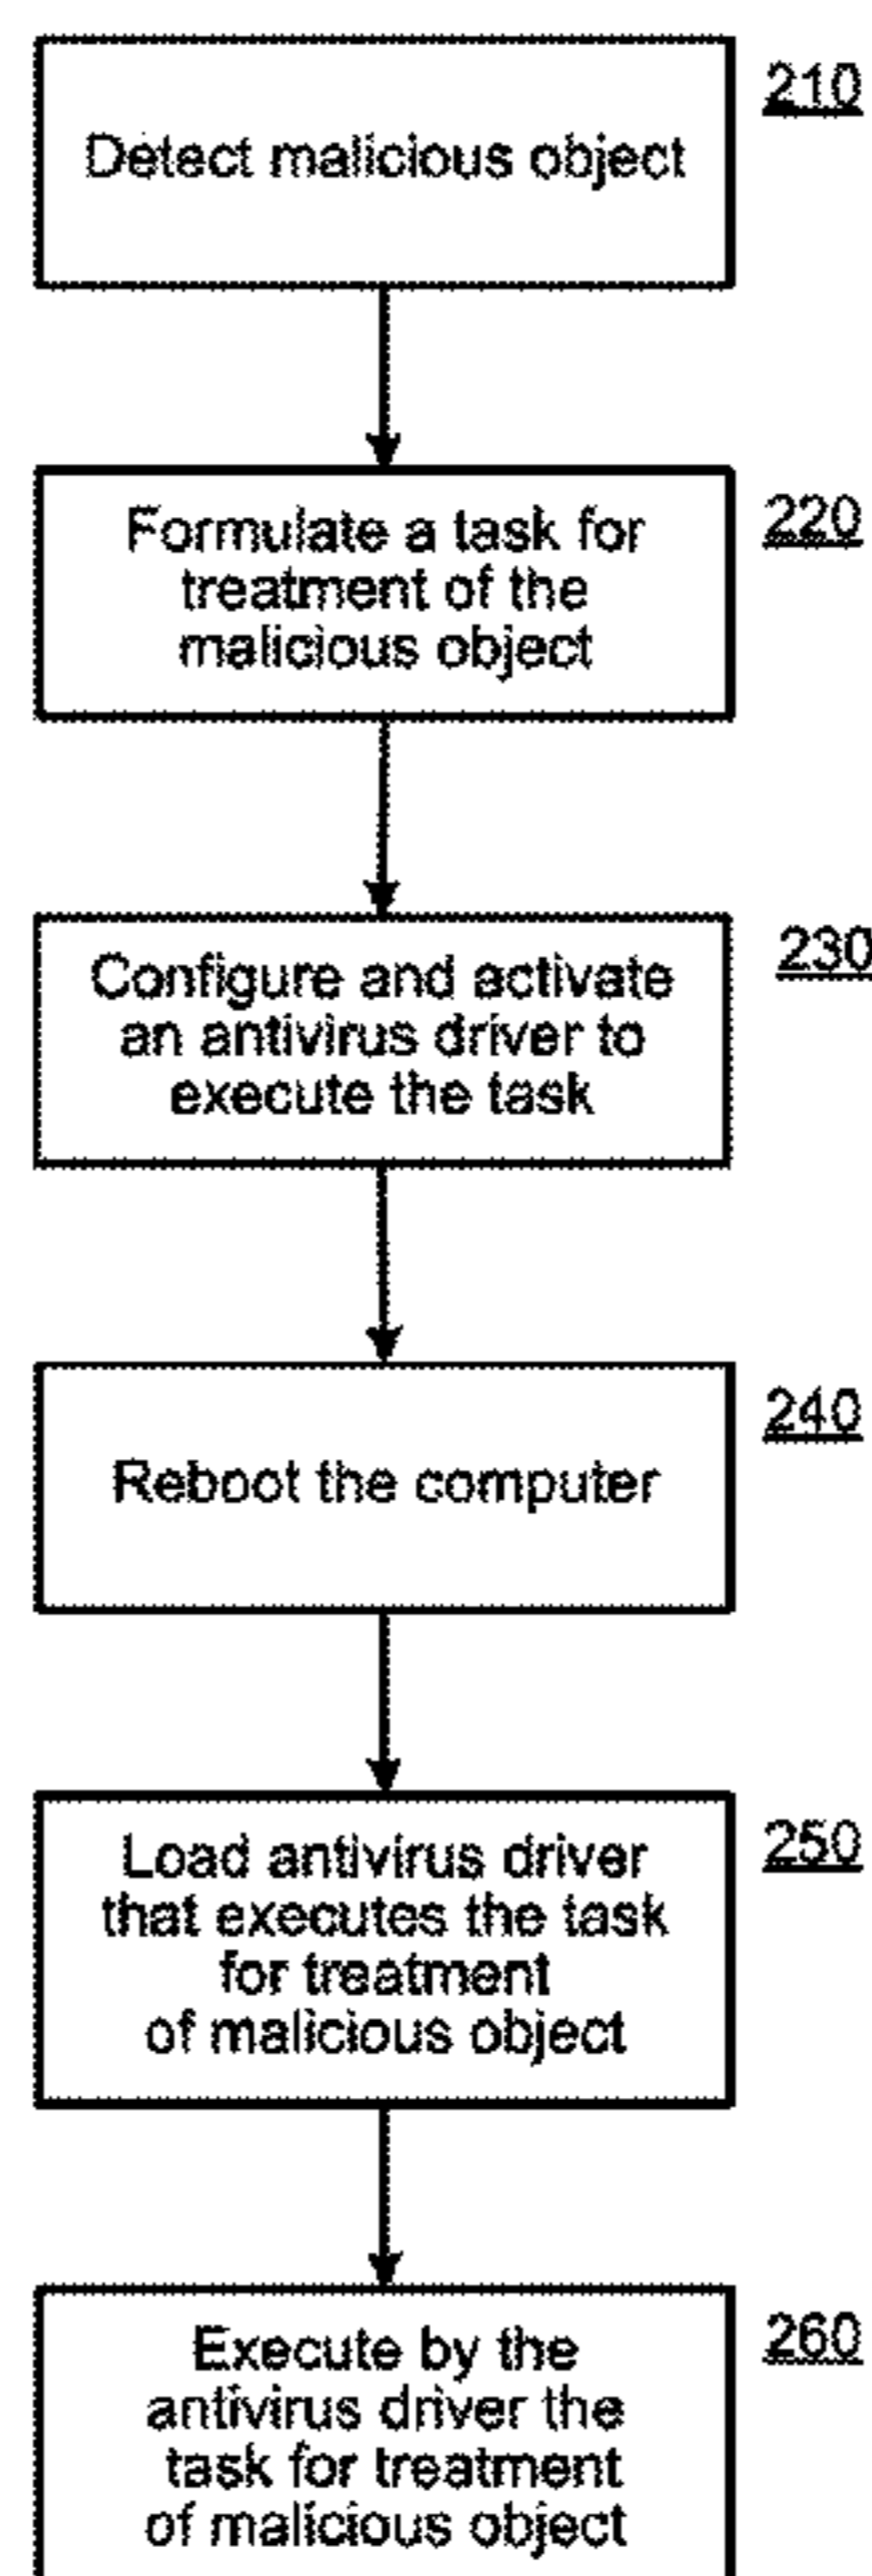 210
Detect malicious object
220
Formulate a task for
treatment of the
malicious object
230
Configure and activate
an antivirus driver to
execute the task
240
Reboot the computer
250
Load antivirus driver
that executes the task
for treatment
of malicious object
260
Execute by the
antivirus driver the
task for treatment
of malicious object